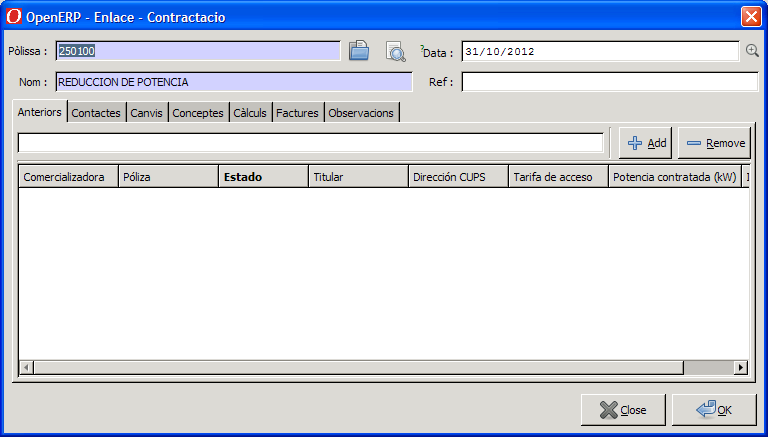 OpenERP - Enlace - Contractacio
Pòlissa : 250100 ?Data : 31/10/2012
Nom : REDUCCION DE POTENCIA Ref :
Anteriors Contactes Canvis Conceptes Càlculs Factures Observacions
Add Remove
Comercializadora Póliza Estado Titular Dirección CUPS Tarifa de acceso Potencia contratada (kW)
Close OK